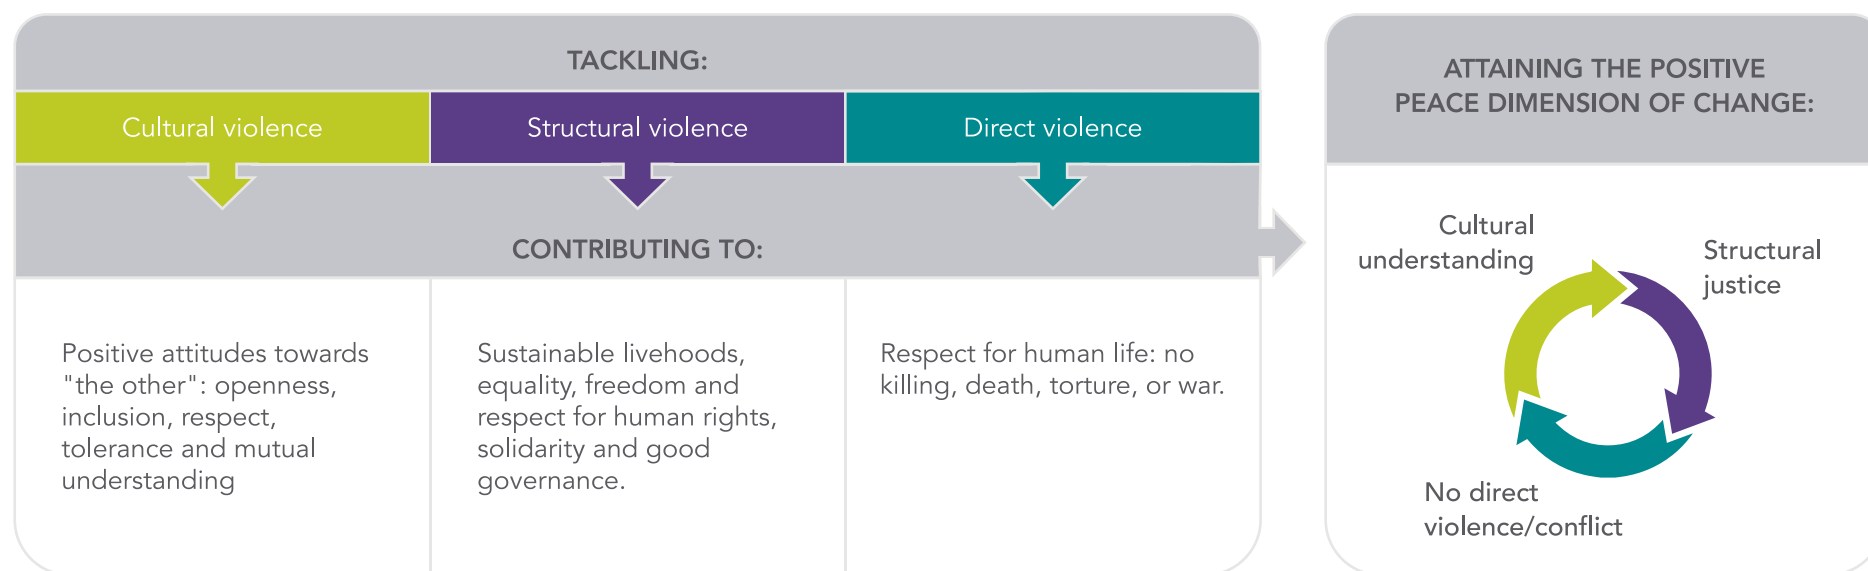 TACKLING:
Cultural violence
Structural violence
Direct violence
CONTRIBUTING TO:
Positive attitudes towards
"the other": openness,
inclusion, respect,
tolerance and mutual
understanding
Sustainable livehoods,
equality, freedom and
respect for human rights,
solidarity and good
governance.
Respect for human life: no
killing, death, torture, or war.
ATTAINING THE POSITIVE
PEACE DIMENSION OF CHANGE:
Cultural
understanding
Structural
justice
No direct
violence/conflict